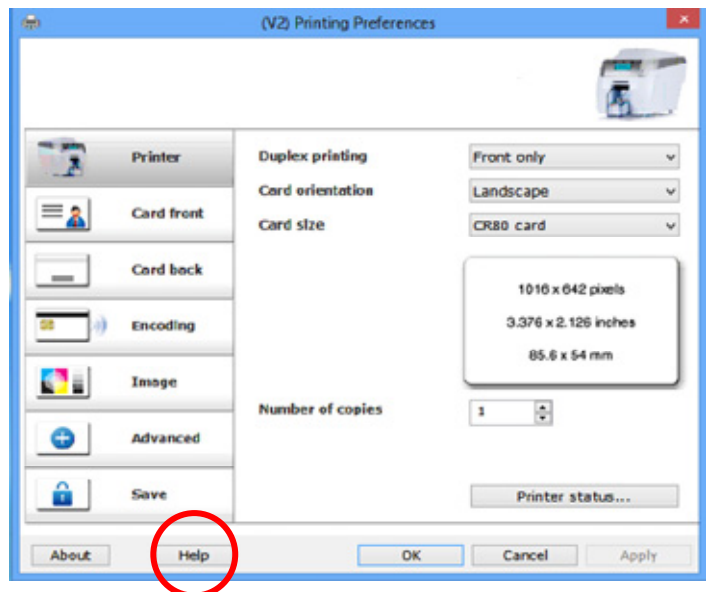 (V2) Printing Preferences
Printer
Duplex printing
Front only
Card orientation
Landscape
Card front
Card size
CR80 card
Card back
1016 x 642 pixels
3.376 x 2.126 inches
85.6 x 54 mm
Encoding
Image
Number of copies
1
Advanced
Save
Printer status...
About
Help
OK
Cancel
Apply